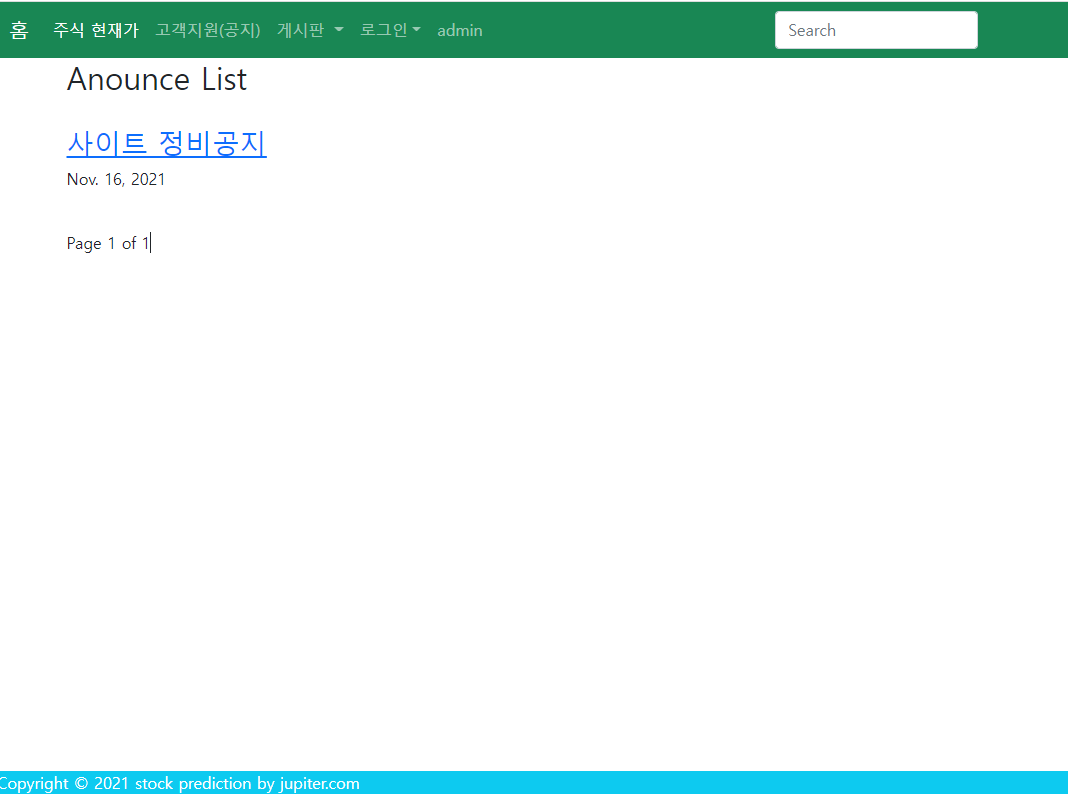 홈 주식 현재가 고객지원(공지) 게시판 로그인 admin Search
Anounce List
사이트 정비공지
Nov. 16, 2021
Page 1 of 1
Copyright © 2021 stock prediction by jupiter.com